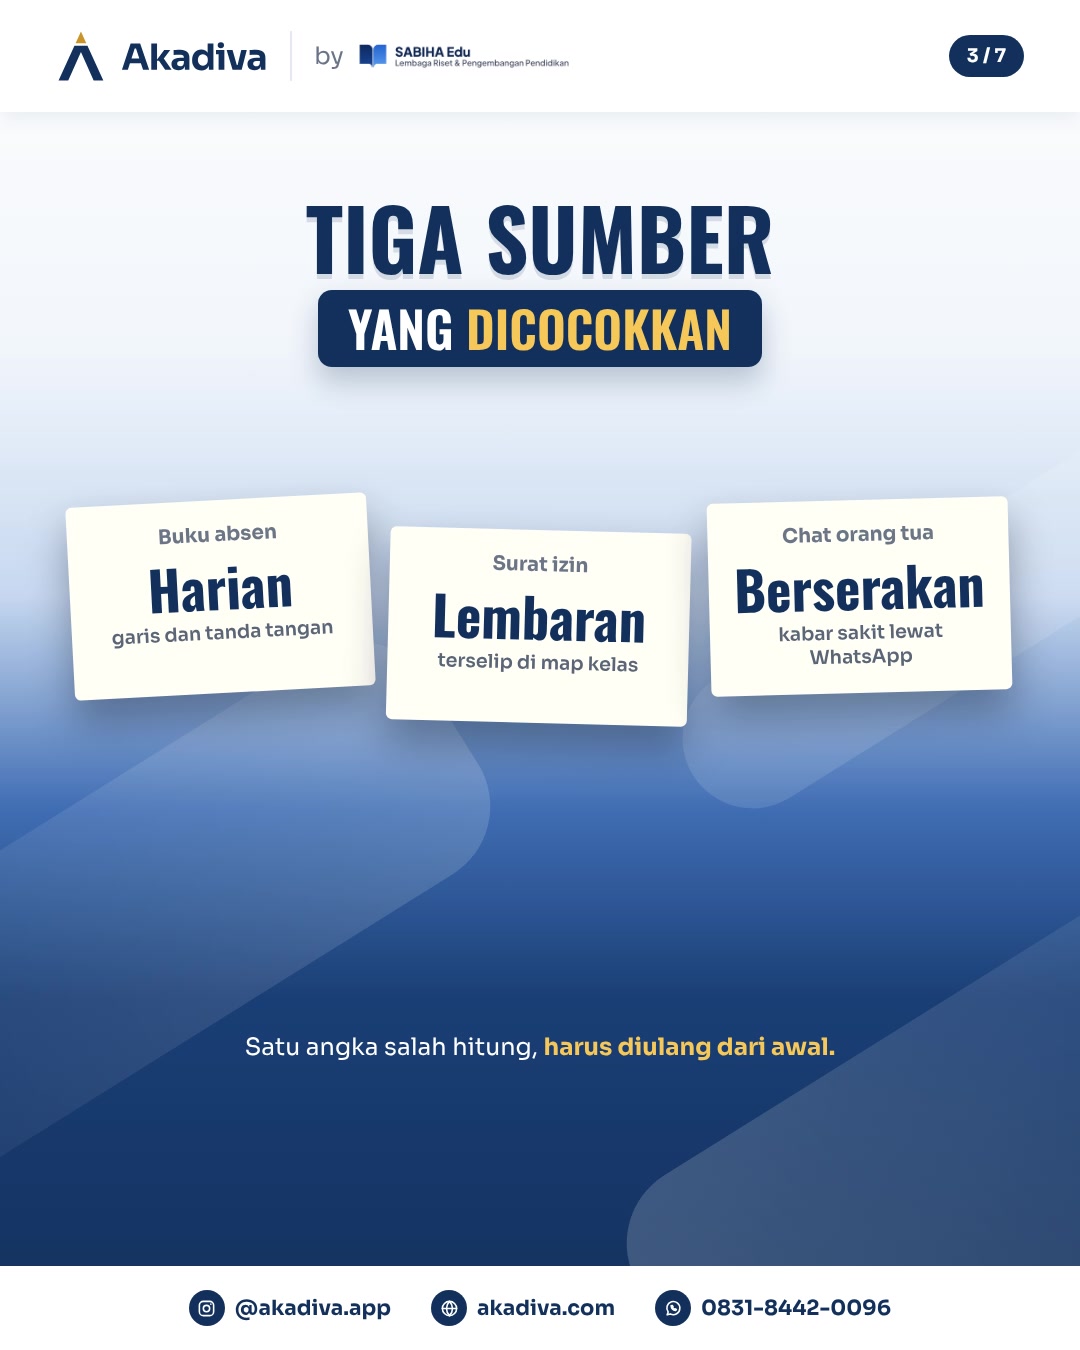 Akadiva
by
SABIHA Edu
Lembaga Riset & Pengembangan Pendidikan
3 / 7
TIGA SUMBER
YANG DICOCOKKAN
Buku absen
Harian
garis dan tanda tangan
Surat izin
Lembaran
terselip di map kelas
Chat orang tua
Berserakan
kabar sakit lewat
WhatsApp
Satu angka salah hitung, harus diulang dari awal.
@akadiva.app
akadiva.com
0831-8442-0096